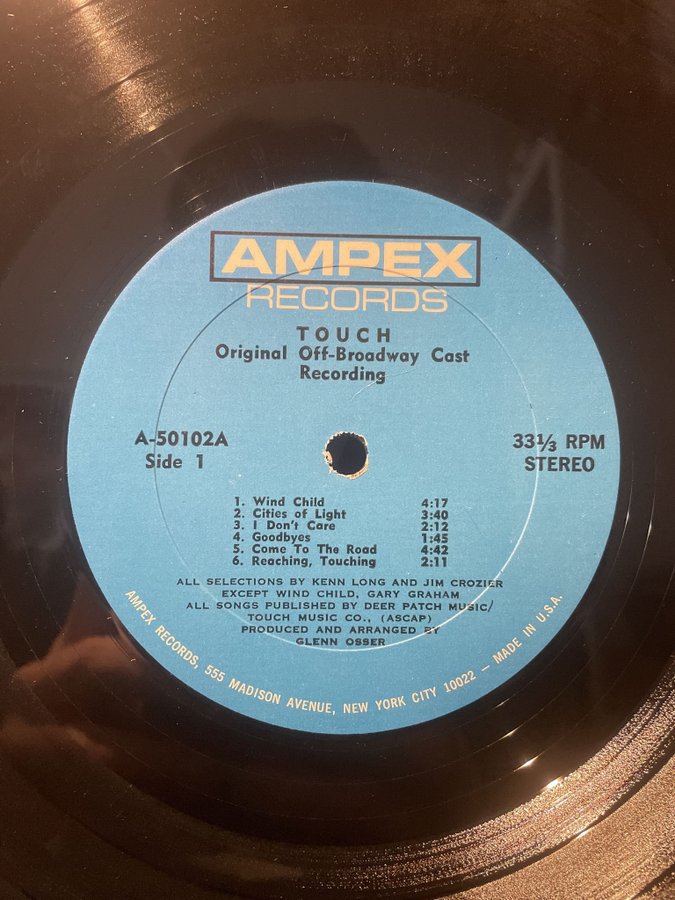 AMPEX
RECORDS
TOUCH
Original Off-Broadway Cast
Recording
A-50102A
Side 1
33⅓ RPM
STEREO
1. Wind Child 4:17
2. Cities of Light 3:40
3. I Don't Care 2:12
4. Goodbyes 1:45
5. Come To The Road 4:42
6. Reaching, Touching 2:11
ALL SELECTIONS BY KENN LONG AND JIM CROZIER
EXCEPT WIND CHILD, GARY GRAHAM
ALL SONGS PUBLISHED BY DEER PATCH MUSIC/
TOUCH MUSIC CO., (ASCAP)
PRODUCED AND ARRANGED BY
GLENN OSSER
AMPEX RECORDS, 555 MADISON AVENUE, NEW YORK CITY 10022 — MADE IN U.S.A.